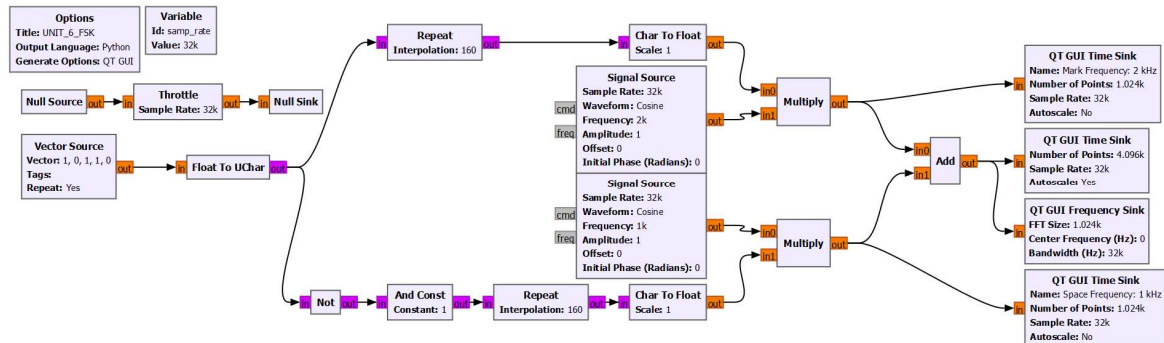 Options
Title: UNIT_6_FSK
Output Language: Python
Generate Options: QT GUI
Variable
Id: samp_rate
Value: 32k
Null Source
out
in
Throttle
Sample Rate: 32k
out
in
Null Sink
Vector Source
Vector: 1, 0, 1, 1, 0
Tags:
Repeat: Yes
out
in
Float To UChar
out
in
Repeat
Interpolation: 160
out
in
Char To Float
Scale: 1
out
cmd
freq
Signal Source
Sample Rate: 32k
Waveform: Cosine
Frequency: 2k
Amplitude: 1
Offset: 0
Initial Phase (Radians): 0
out
in0
in1
Multiply
out
cmd
freq
Signal Source
Sample Rate: 32k
Waveform: Cosine
Frequency: 1k
Amplitude: 1
Offset: 0
Initial Phase (Radians): 0
out
in0
in1
Multiply
out
in
Not
out
in
And Const
Constant: 1
out
in
Repeat
Interpolation: 160
out
in
Char To Float
Scale: 1
out
in0
in1
Add
out
in
QT GUI Time Sink
Name: Mark Frequency: 2 kHz
Number of Points: 1.024k
Sample Rate: 32k
Autoscale: No
in
QT GUI Time Sink
Number of Points: 4.096k
Sample Rate: 32k
Autoscale: Yes
in
QT GUI Frequency Sink
FFT Size: 1.024k
Center Frequency (Hz): 0
Bandwidth (Hz): 32k
in
QT GUI Time Sink
Name: Space Frequency: 1 kHz
Number of Points: 1.024k
Sample Rate: 32k
Autoscale: No